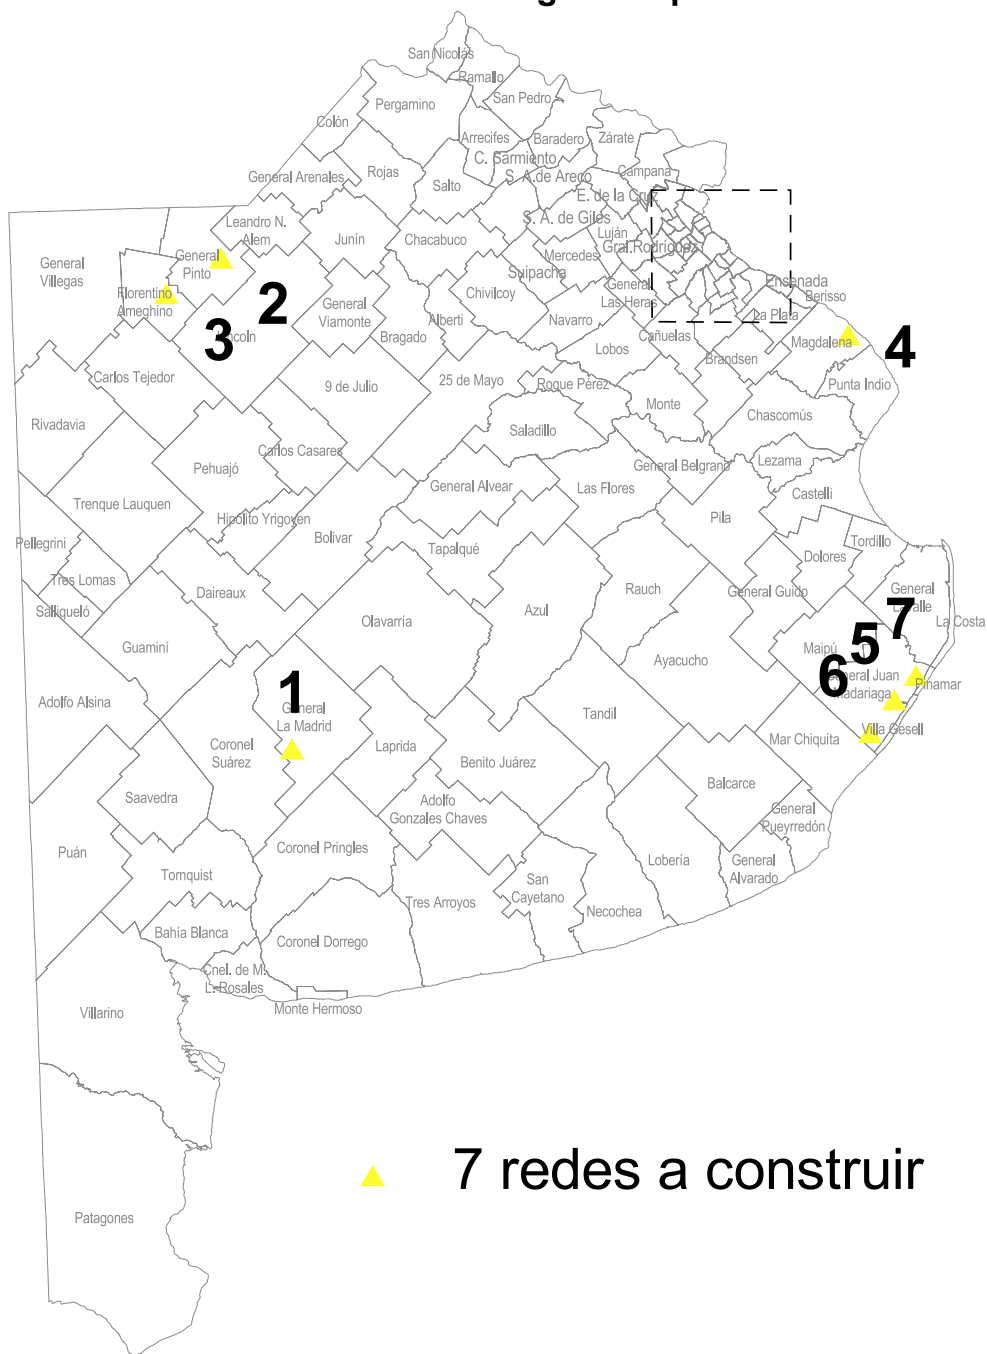 San Nicolás
Ramallo
San Pedro
Pergamino
Colón
Arrecifes
Baradero
Zárate
C. Sarmiento
Campana
General Arenales
Rojas
Salto
S. A.de Areco
E. de la Cruz
Leandro N.
Alem
S. A. de Giles
Junín
Chacabuco
Luján
Gral.Rodríguez
General
Villegas
General
Pinto
Mercedes
Suipacha
General
Las Heras
Ensenada
Berisso
Florentino
Ameghino
2
General
Viamonte
Chivilcoy
Alberti
Navarro
La Plata
3
Bragado
Lobos
Cañuelas
Brandsen
Magdalena
4
Carlos Tejedor
9 de Julio
25 de Mayo
Roque Pérez
Punta Indio
Monte
Chascomús
Rivadavia
Saladillo
Carlos Casares
Pehuajó
General Belgrano
Lezama
General Alvear
Las Flores
Castelli
Trenque Lauquen
Hipólito Yrigoyen
Pila
Bolivar
Pellegrini
Tapalqué
Dolores
Tordillo
Tres Lomas
Daireaux
Rauch
General Guido
General
Salliqueló
Azul
7
La Costa
Olavarría
Guaminí
5
Maipú
Ayacucho
6
General Juan
Madariaga
Pinamar
1
Adolfo Alsina
General
La Madrid
Tandil
Villa Gesell
Mar Chiquita
Coronel
Suárez
Laprida
Benito Juárez
Balcarce
Saavedra
Adolfo
Gonzales Chaves
General
Pueyrredón
Puán
Coronel Pringles
Lobería
General
Alvarado
Tornquist
San
Cayetano
Tres Arroyos
Necochea
Bahía Blanca
Coronel Dorrego
Cnel. de M.
L. Rosales
Monte Hermoso
Villarino
7 redes a construir
Patagones